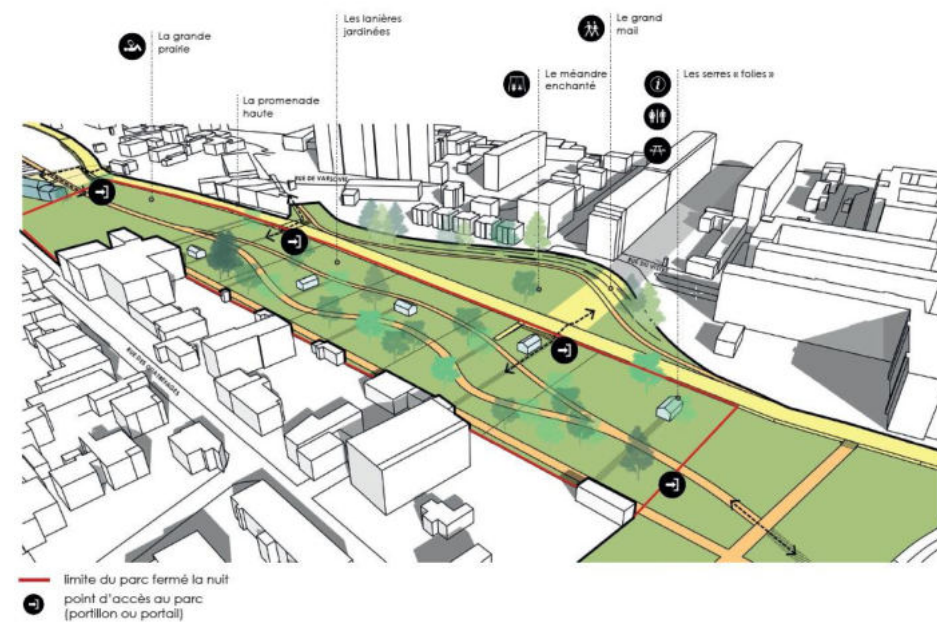 La grande
prairie
Les lanières
jardinées
Le grand
mail
La promenade
haute
Le méandre
enchanté
Les serres « folies »
RUE DE VARSOVIE
limite du parc fermé la nuit
point d'accès au parc
(portillon ou portail)